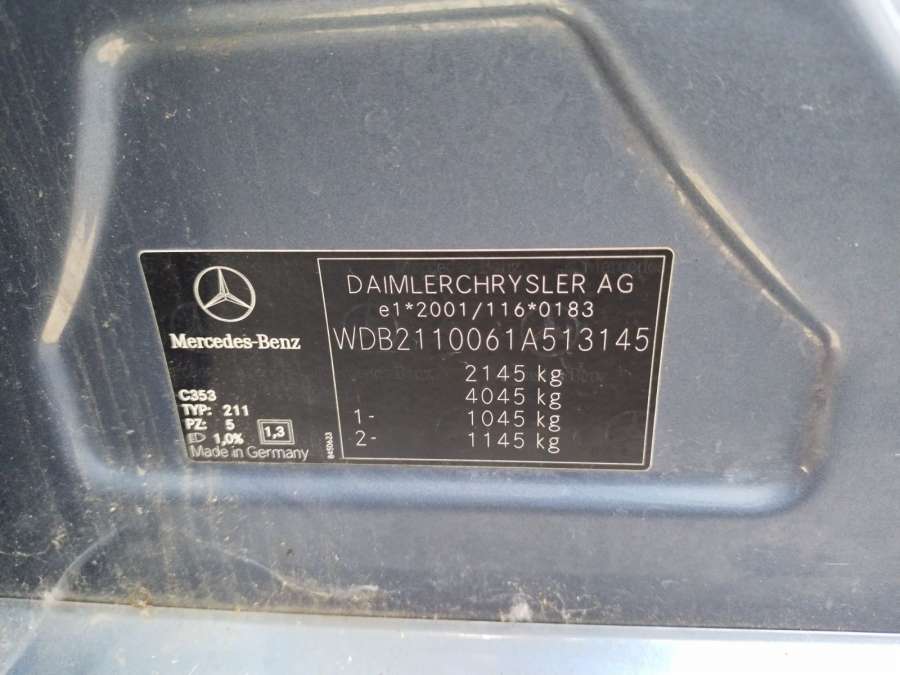 Mercedes-Benz
C353
TYP: 211
PZ: 5
1,0%
1,3
Made in Germany
DAIMLERCHRYSLER AG
e1*2001/116*0183
WDB2110061A513145
2145 kg
4045 kg
1- 1045 kg
2- 1145 kg